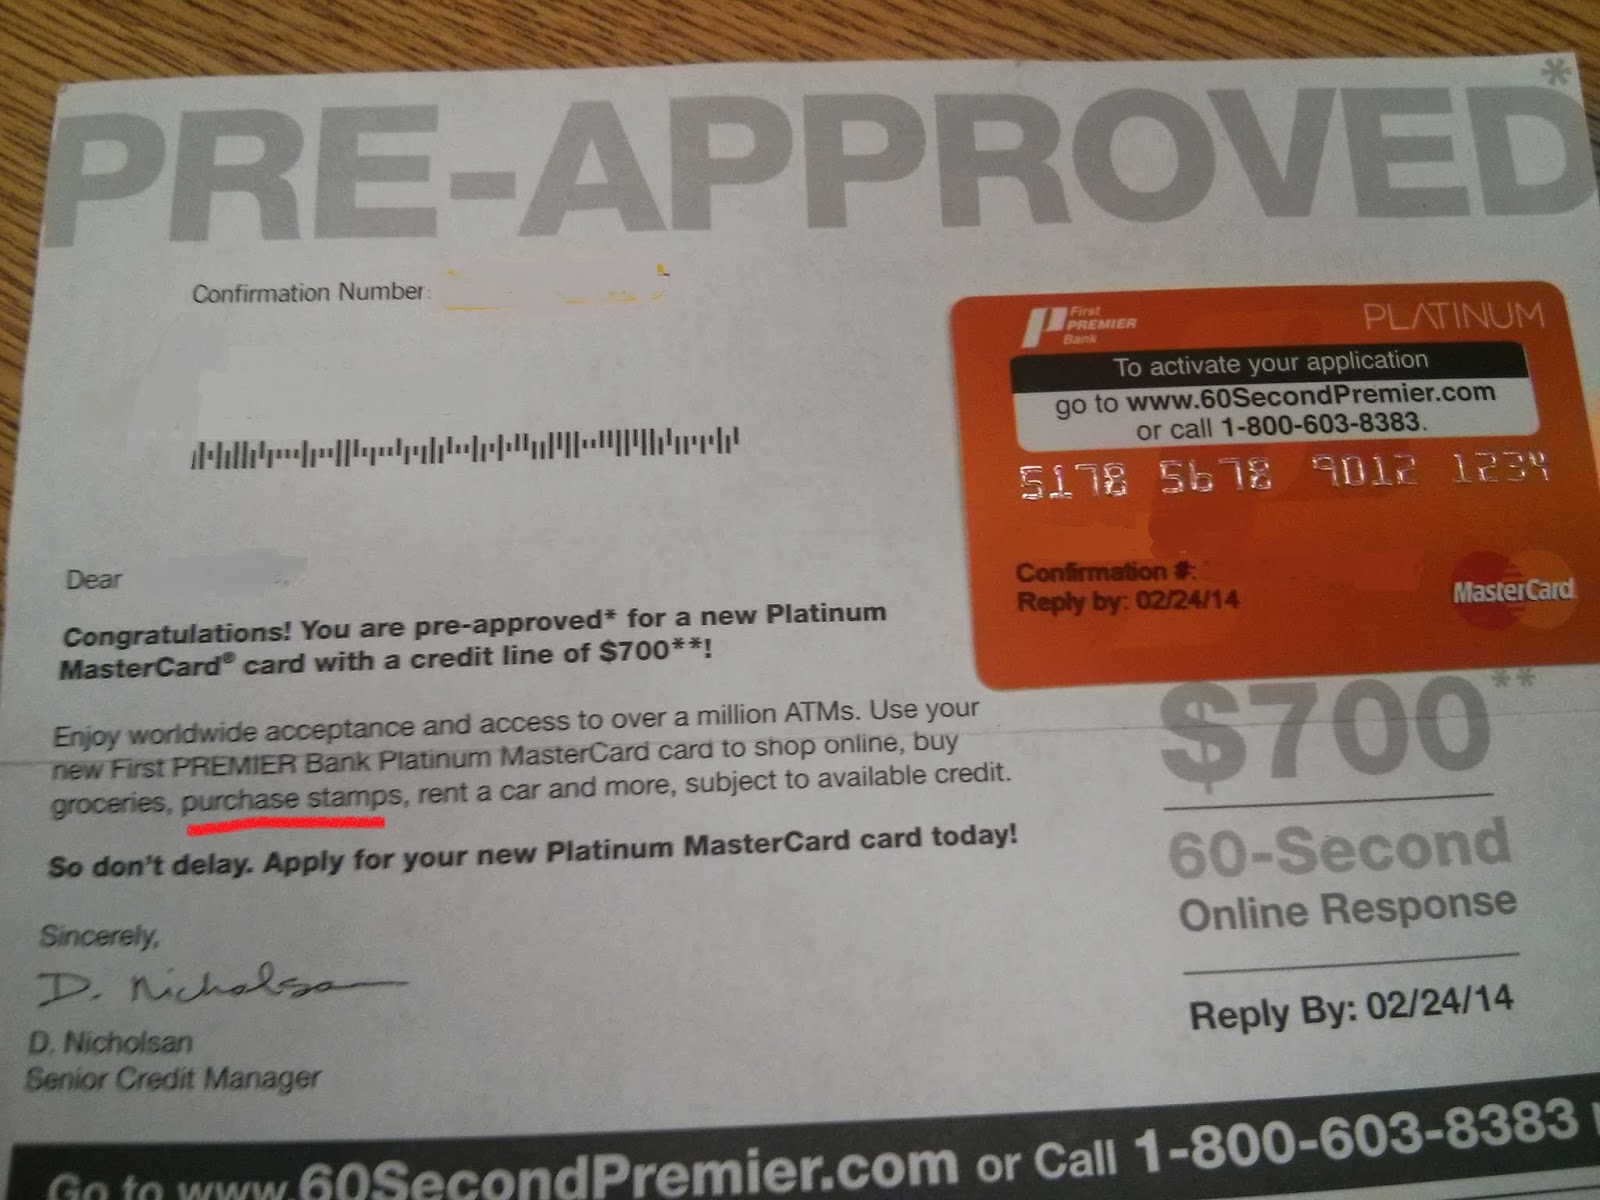 PRE-APPROVED*
Confirmation Number:
First
PREMIER
Bank
PLATINUM
To activate your application
go to www.60SecondPremier.com
or call 1-800-603-8383.
5178 5678 9012 1234
Confirmation #:
Reply by: 02/24/14
MasterCard
Dear
Congratulations! You are pre-approved* for a new Platinum
MasterCard® card with a credit line of $700**!
Enjoy worldwide acceptance and access to over a million ATMs. Use your
new First PREMIER Bank Platinum MasterCard card to shop online, buy
groceries, purchase stamps, rent a car and more, subject to available credit.
So don't delay. Apply for your new Platinum MasterCard card today!
Sincerely,
D. Nicholsan
D. Nicholsan
Senior Credit Manager
$700**
60-Second
Online Response
Reply By: 02/24/14
Go to www.60SecondPremier.com or Call 1-800-603-8383